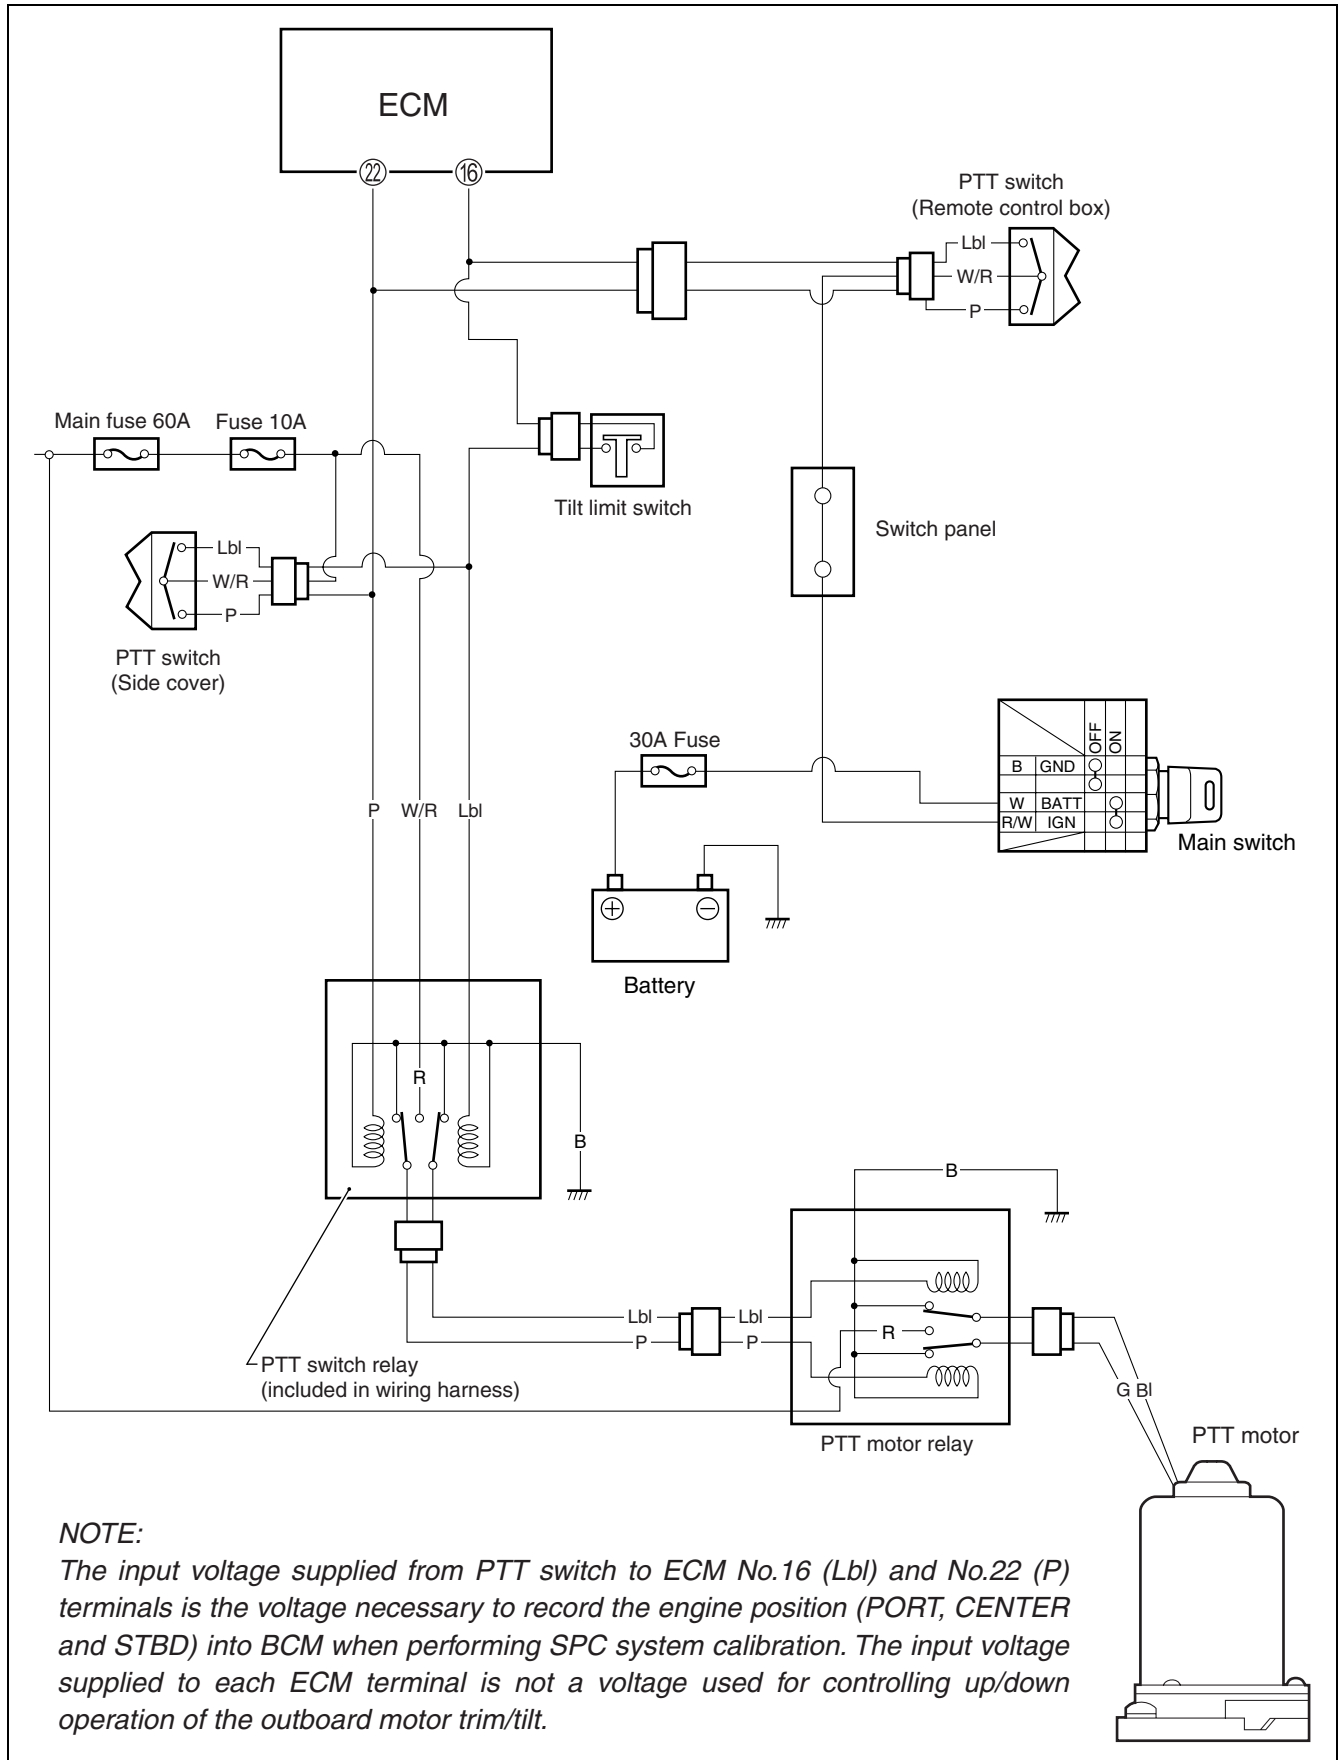 ECM
22
16
PTT switch
(Remote control box)
Lbl
W/R
P
Main fuse 60A
Fuse 10A
Tilt limit switch
Switch panel
Lbl
W/R
P
PTT switch
(Side cover)
30A Fuse
OFF
ON
B GND
W BATT
R/W IGN
Main switch
P
W/R
Lbl
+
−
Battery
R
B
B
Lbl
Lbl
R
P
P
PTT switch relay
(included in wiring harness)
G
Bl
PTT motor relay
PTT motor
NOTE:
The input voltage supplied from PTT switch to ECM No.16 (Lbl) and No.22 (P)
terminals is the voltage necessary to record the engine position (PORT, CENTER
and STBD) into BCM when performing SPC system calibration. The input voltage
supplied to each ECM terminal is not a voltage used for controlling up/down
operation of the outboard motor trim/tilt.